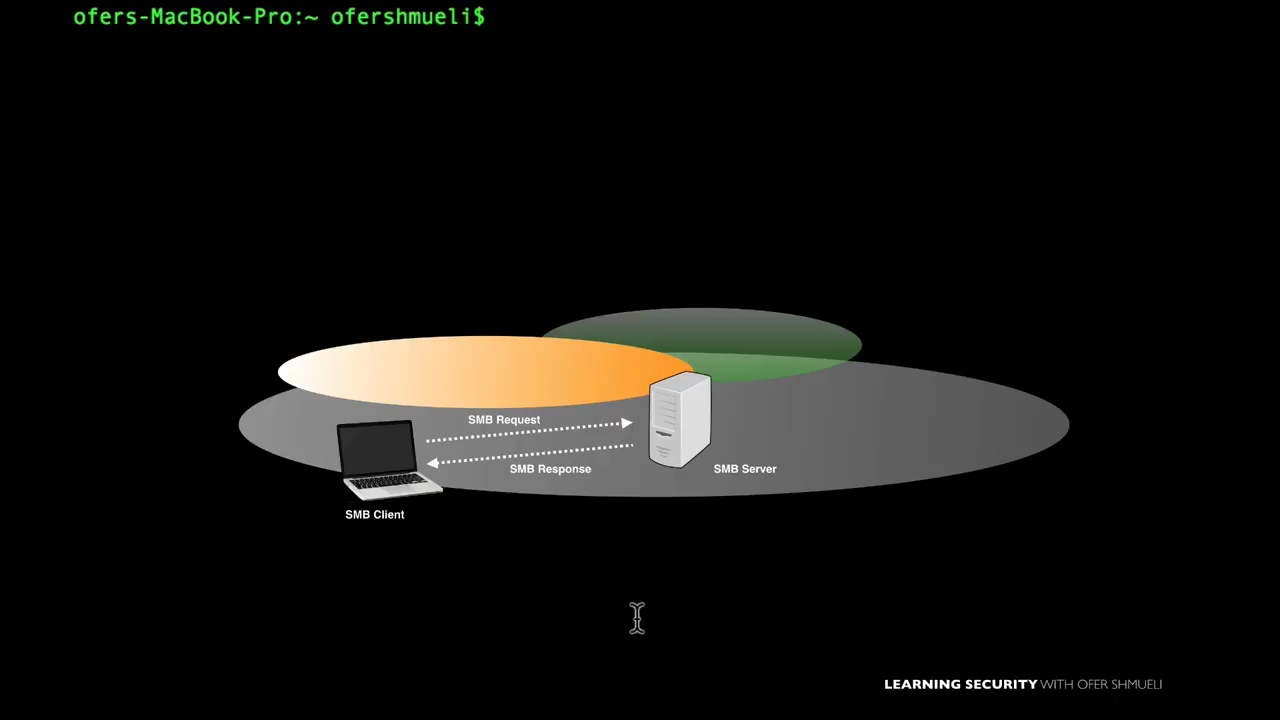 ofers-MacBook-Pro:~ ofershmueli$
SMB Request
SMB Response
SMB Server
SMB Client
LEARNING SECURITY WITH OFER SHMUELI